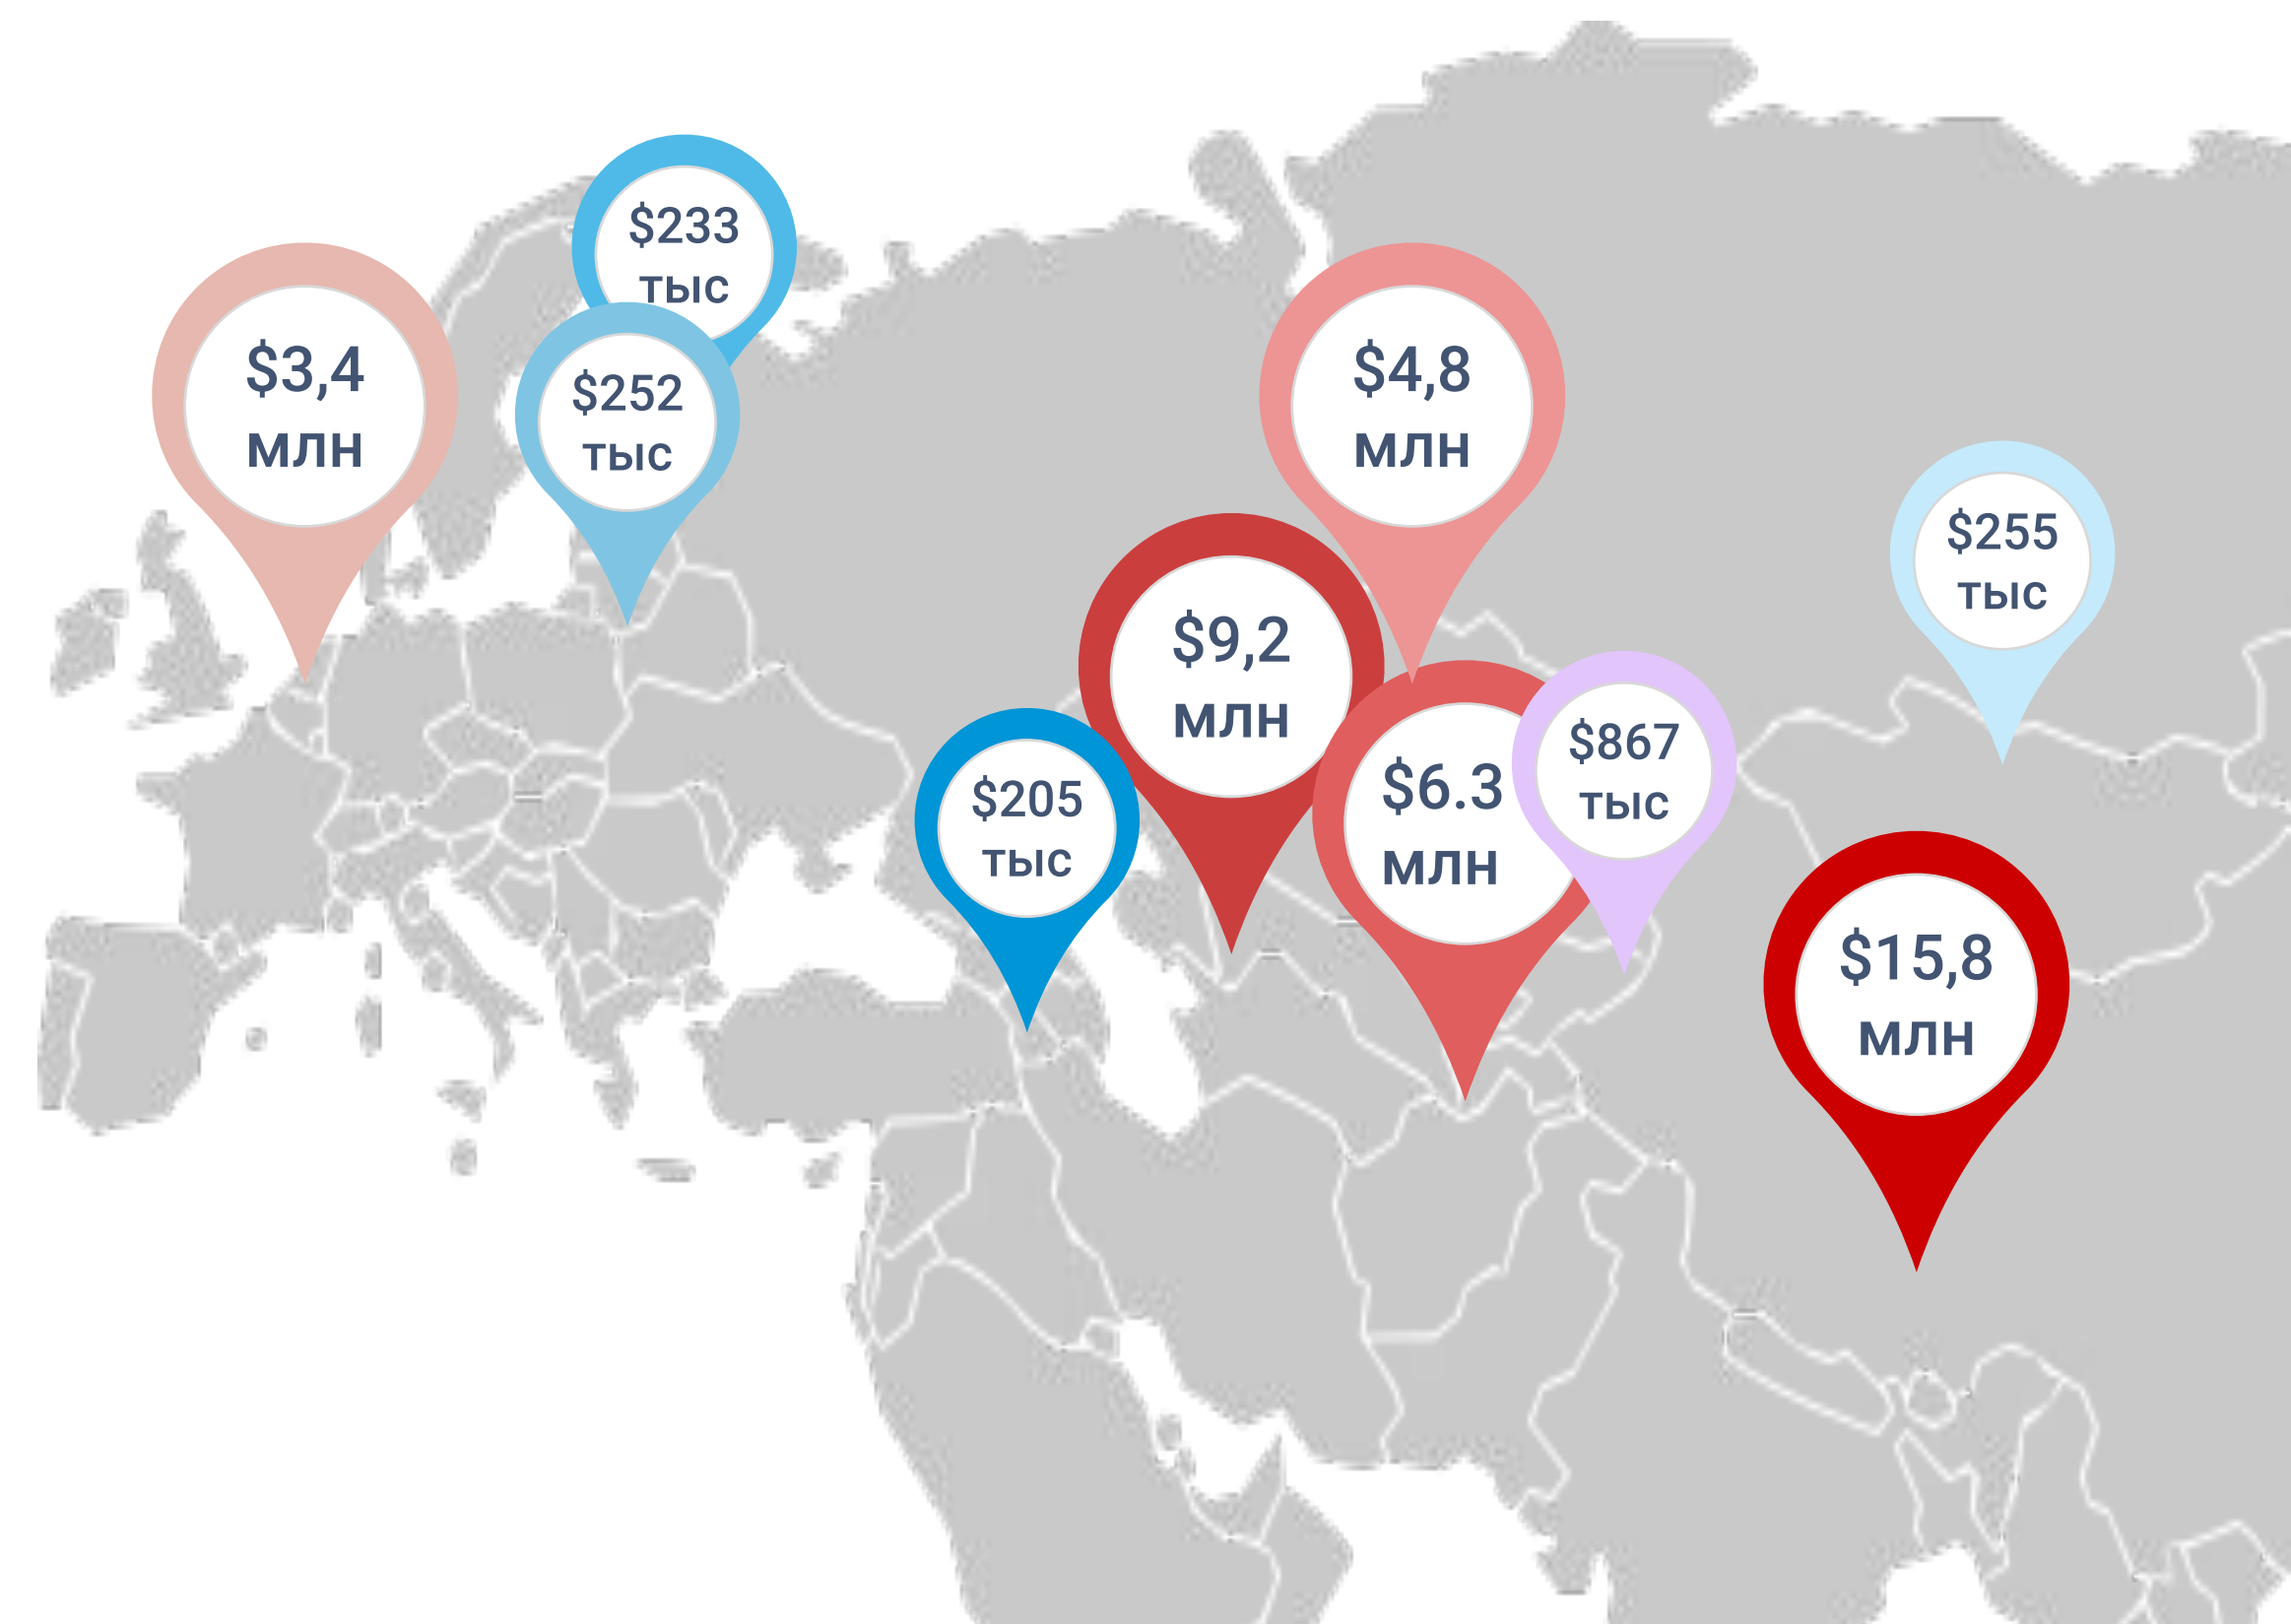 $233
тыс
$3,4
млн
$252
тыс
$4,8
млн
$255
тыс
$9,2
млн
$867
тыс
$6.3
млн
$205
тыс
$15,8
млн